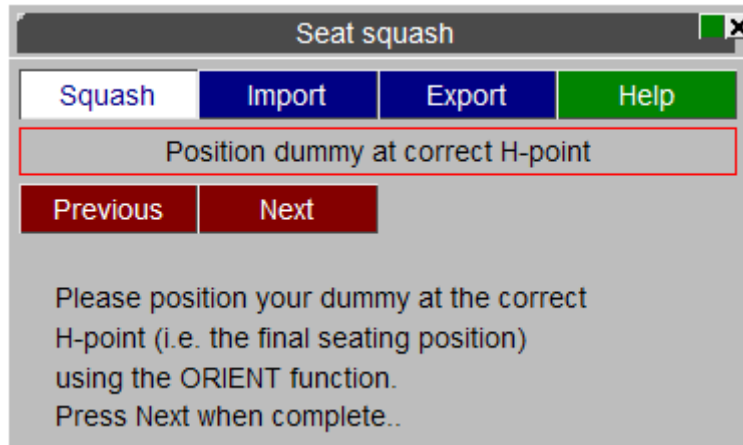 Seat squash
Squash Import Export Help
Position dummy at correct H-point
Previous Next
Please position your dummy at the correct
H-point (i.e. the final seating position)
using the ORIENT function.
Press Next when complete..